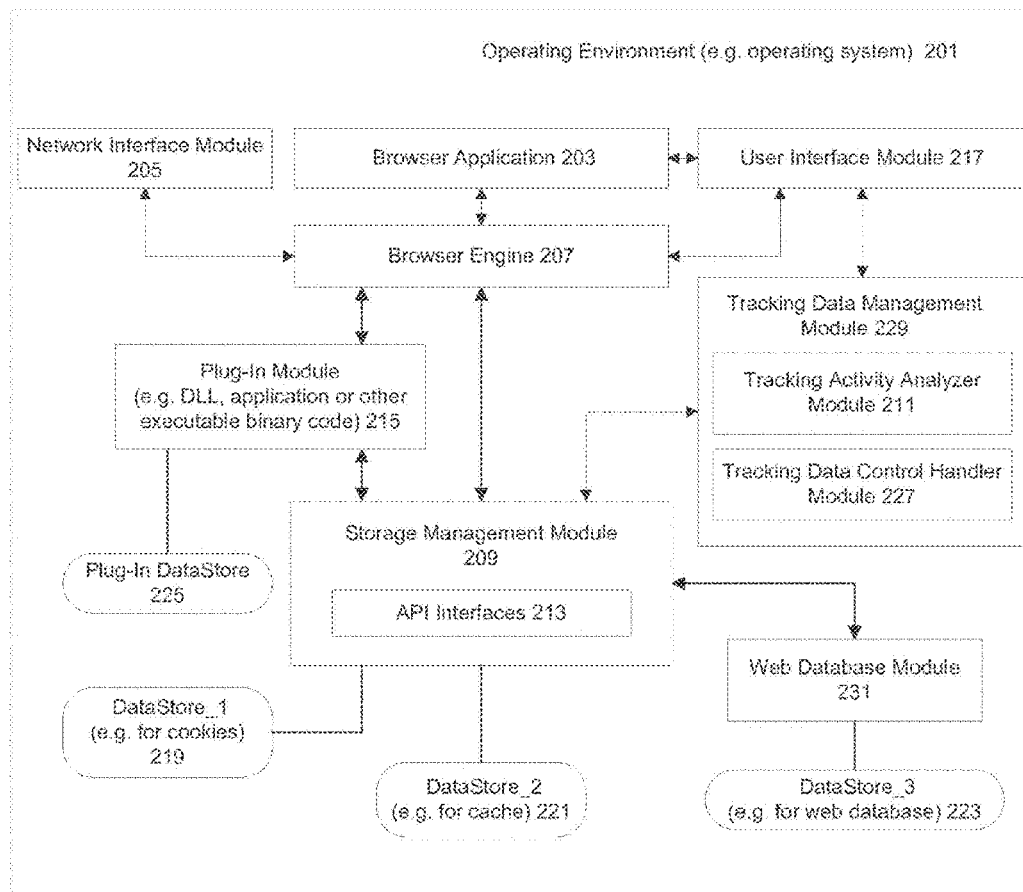 Operating Environment (e.g. operating system) 201
Network Interface Module
205
Browser Application 203
User Interface Module 217
Browser Engine 207
Tracking Data Management
Module 229
Tracking Activity Analyzer
Module 211
Tracking Data Control Handler
Module 227
Plug-In Module
(e.g. DLL, application or other
executable binary code) 215
Storage Management Module
209
API Interfaces 213
Plug-In DataStore
225
Web Database Module
231
DataStore_1
(e.g. for cookies)
219
DataStore_2
(e.g. for cache) 221
DataStore_3
(e.g. for web database) 223